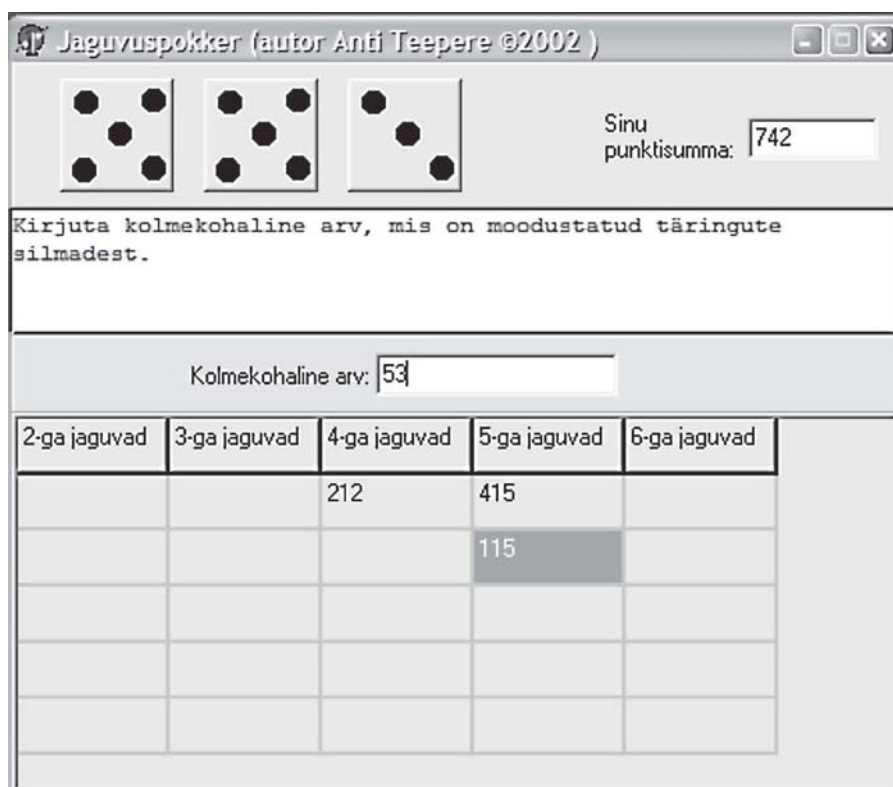 Jaguvuspokker (autor Anti Teepere ©2002 )
Sinu
punktisumma: 742
Kirjuta kolmekohaline arv, mis on moodustatud täringute
silmadest.
Kolmekohaline arv: 53
2-ga jaguvad 3-ga jaguvad 4-ga jaguvad 5-ga jaguvad 6-ga jaguvad
212 415
115